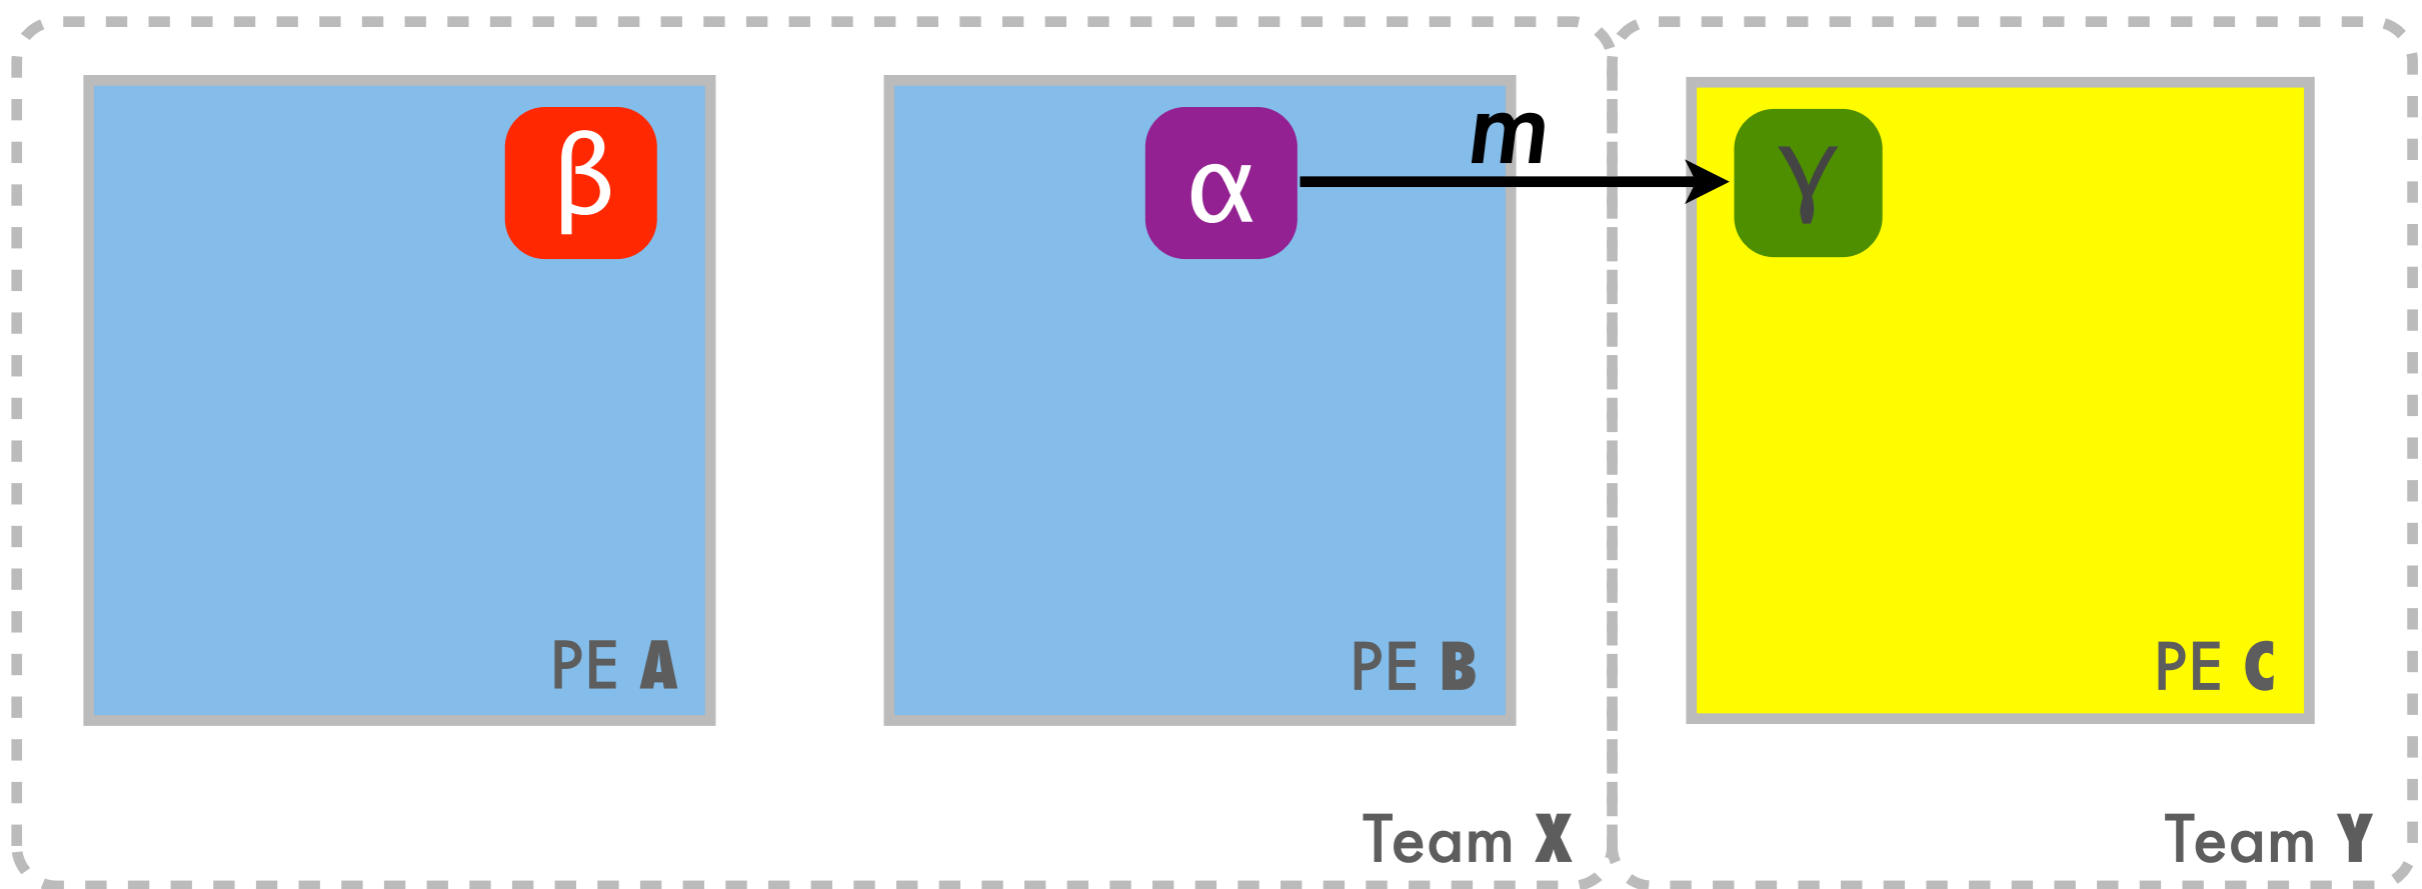 β
α
m
γ
PE A
PE B
PE C
Team X
Team Y